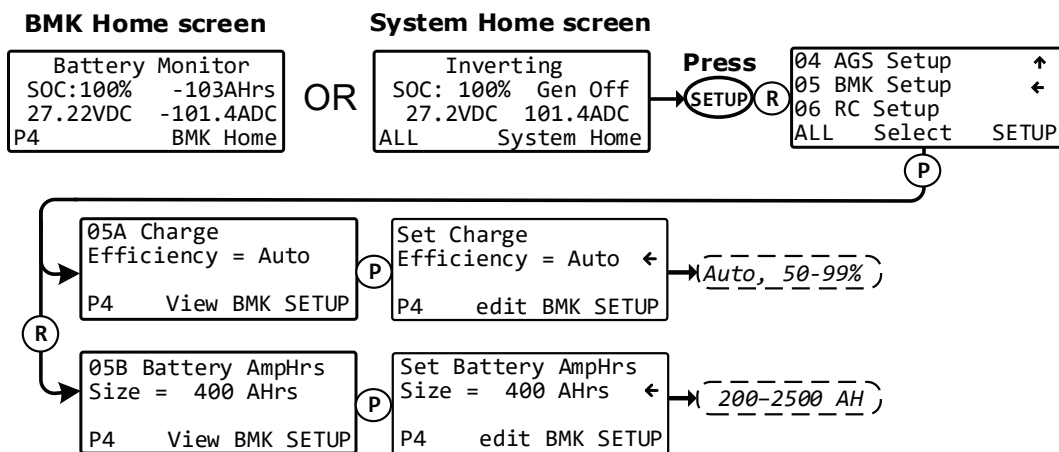 BMK Home screen
System Home screen
Battery Monitor
SOC:100% -103AHrs
27.22VDC -101.4ADC
P4 BMK Home
OR
Inverting
SOC: 100% Gen Off
27.2VDC 101.4ADC
ALL System Home
Press
SETUP
R
04 AGS Setup ↑
05 BMK Setup ←
06 RC Setup
ALL Select SETUP
P
R
05A Charge
Efficiency = Auto
P4 View BMK SETUP
P
Set Charge
Efficiency = Auto ←
P4 edit BMK SETUP
Auto, 50-99%
05B Battery AmpHrs
Size = 400 AHrs
P4 View BMK SETUP
P
Set Battery AmpHrs
Size = 400 AHrs ←
P4 edit BMK SETUP
200–2500 AH